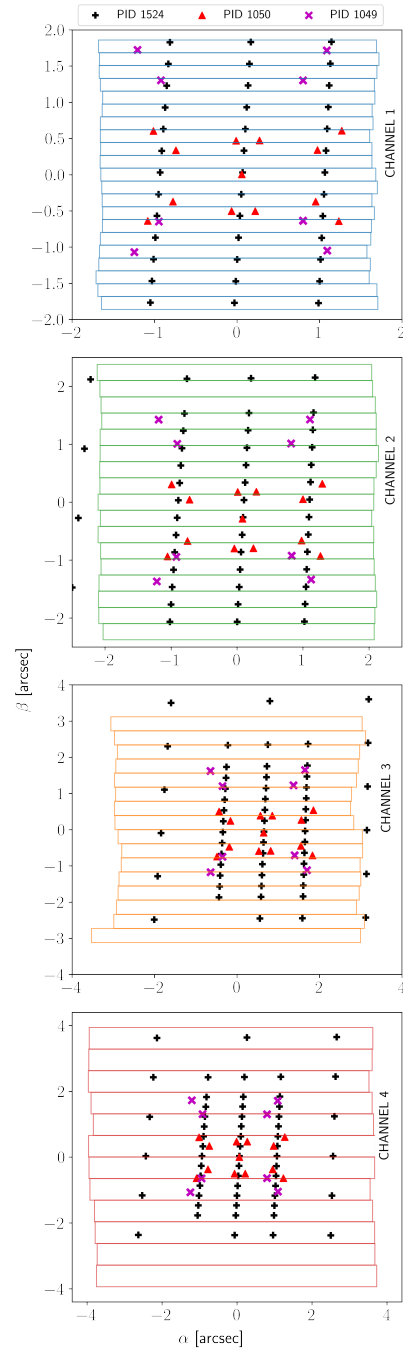 PID 1524 PID 1050 PID 1049
2.0
1.5
1.0
0.5
0.0
−0.5
−1.0
−1.5
−2.0
−2 −1 0 1 2
CHANNEL 1
2
1
0
−1
−2
−2 −1 0 1 2
CHANNEL 2
β [arcsec]
4
3
2
1
0
−1
−2
−3
−4
−4 −2 0 2 4
CHANNEL 3
4
2
0
−2
−4
−4 −2 0 2 4
CHANNEL 4
α [arcsec]